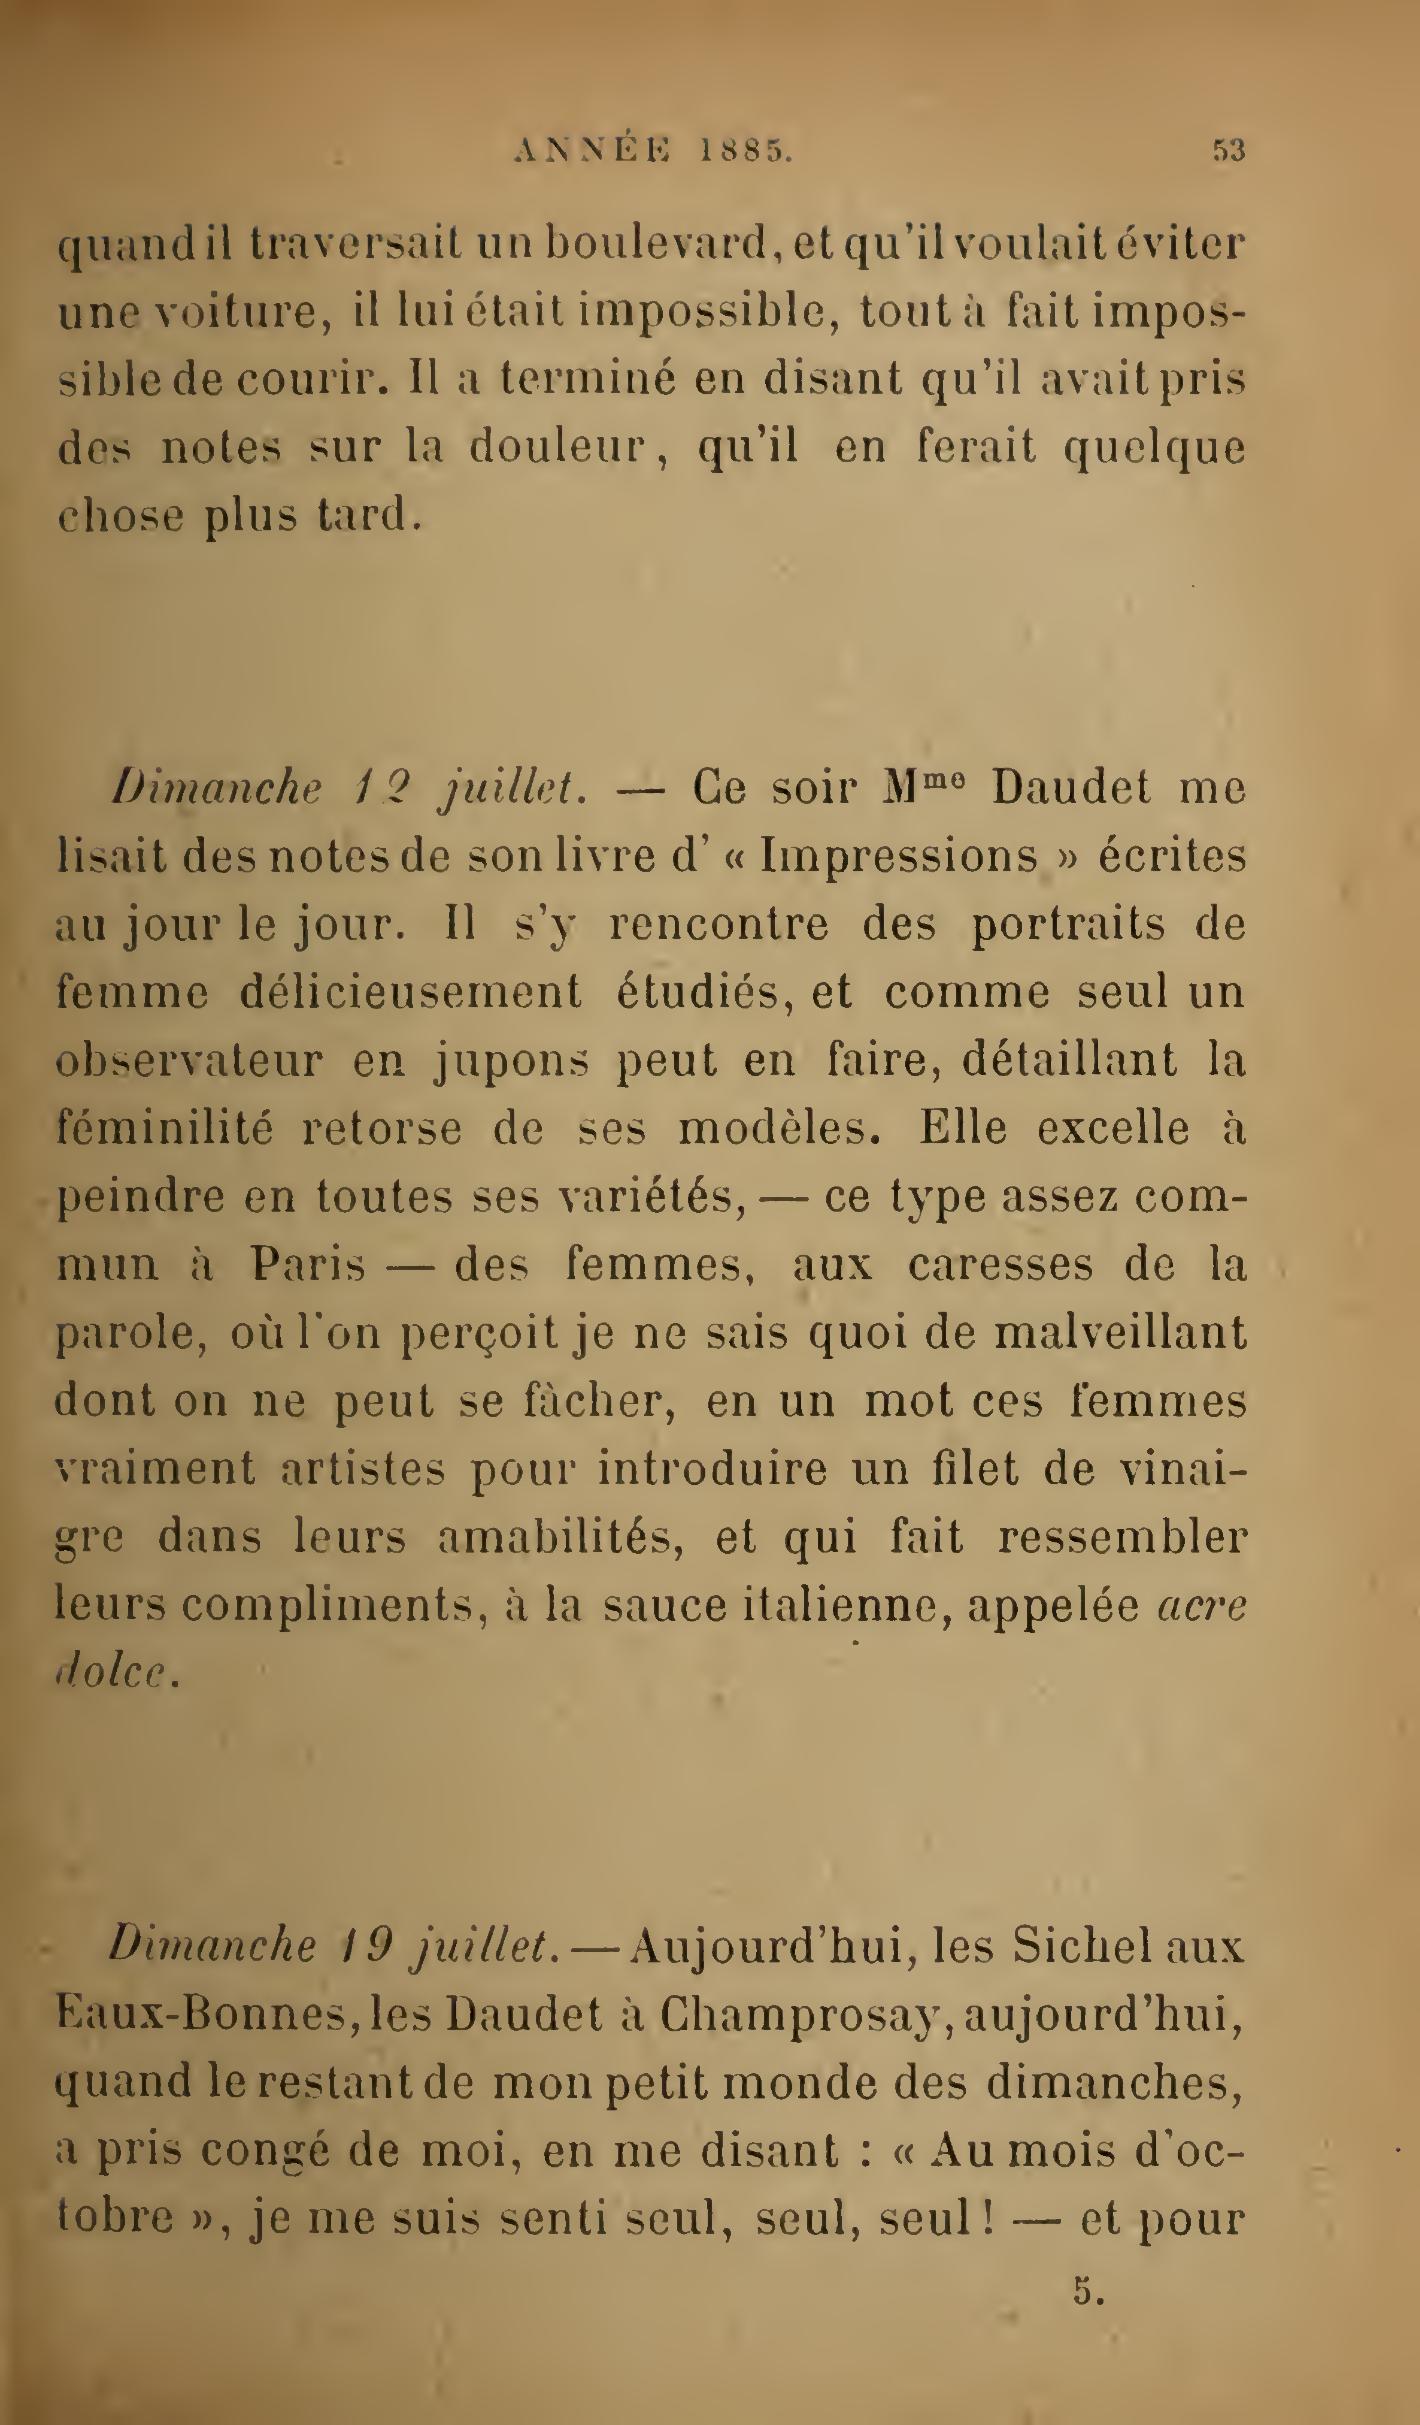 ANNÉE 1885. 53
quand il traversait un boulevard, et qu'il voulait éviter
une voiture, il lui était impossible, tout à fait impos-
sible de courir. Il a terminé en disant qu'il avait pris
des notes sur la douleur, qu'il en ferait quelque
chose plus tard.
Dimanche 12 juillet. — Ce soir Mme Daudet me
lisait des notes de son livre d' « Impressions » écrites
au jour le jour. Il s'y rencontre des portraits de
femme délicieusement étudiés, et comme seul un
observateur en jupons peut en faire, détaillant la
féminilité retorse de ses modèles. Elle excelle à
peindre en toutes ses variétés, — ce type assez com-
mun à Paris — des femmes, aux caresses de la
parole, où l'on perçoit je ne sais quoi de malveillant
dont on ne peut se fâcher, en un mot ces femmes
vraiment artistes pour introduire un filet de vinai-
gre dans leurs amabilités, et qui fait ressembler
leurs compliments, à la sauce italienne, appelée acre
dolce.
Dimanche 19 juillet. — Aujourd'hui, les Sichel aux
Eaux-Bonnes, les Daudet à Champrosay, aujourd'hui,
quand le restant de mon petit monde des dimanches,
a pris congé de moi, en me disant : « Au mois d'oc-
tobre », je me suis senti seul, seul, seul ! — et pour
5.